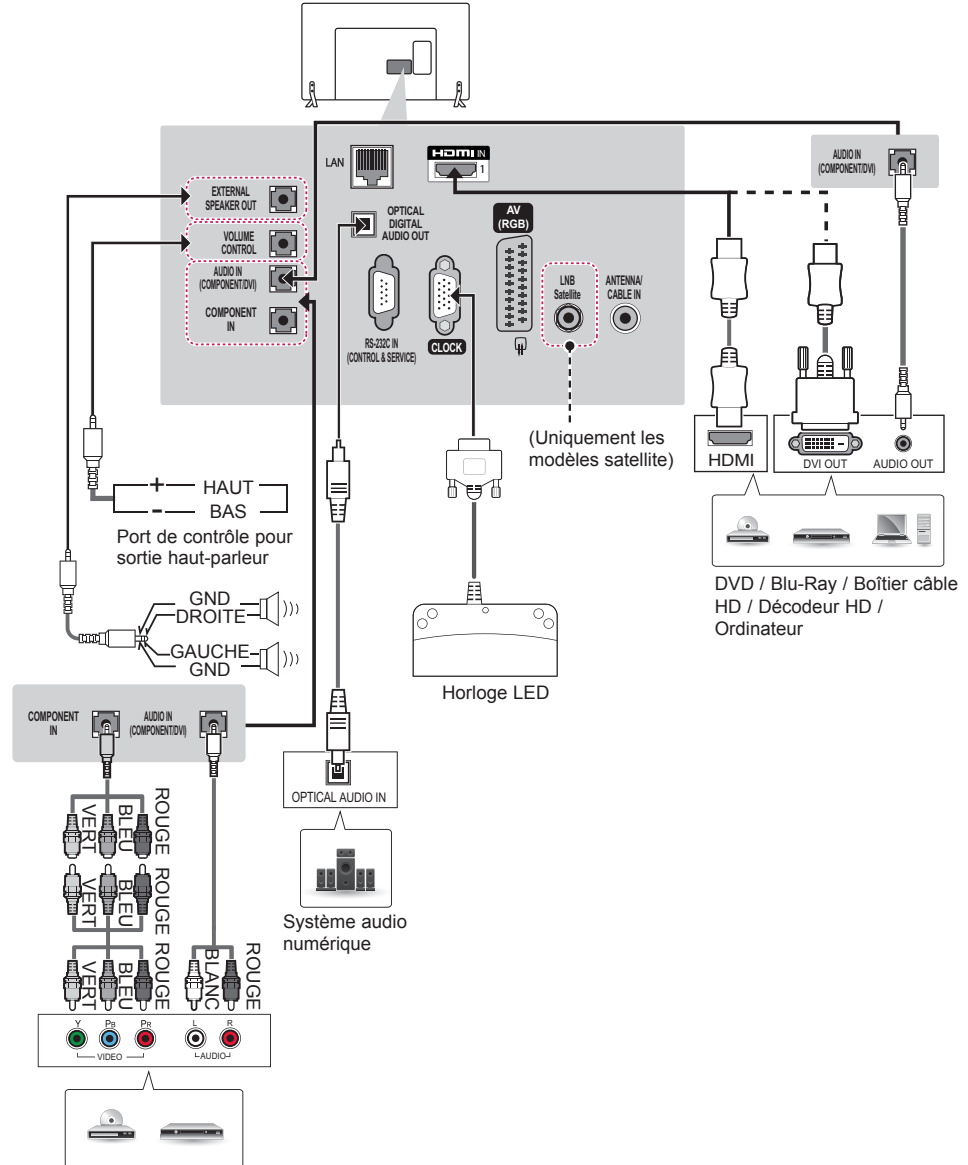 LAN
HDMI IN
1
AUDIO IN
(COMPONENT/DVI)
EXTERNAL
SPEAKER OUT
OPTICAL
DIGITAL
AUDIO OUT
AV
(RGB)
VOLUME
CONTROL
AUDIO IN
(COMPONENT/DVI)
COMPONENT
IN
LNB
Satellite
ANTENNA/
CABLE IN
RS-232C IN
(CONTROL & SERVICE)
CLOCK
(Uniquement les
modèles satellite)
HDMI
DVI OUT
AUDIO OUT
+ HAUT
- BAS
Port de contrôle pour
sortie haut-parleur
DVD / Blu-Ray / Boîtier câble
HD / Décodeur HD /
Ordinateur
GND
DROITE
GAUCHE
GND
Horloge LED
COMPONENT
IN
AUDIO IN
(COMPONENT/DVI)
OPTICAL AUDIO IN
Système audio
numérique
VERT
BLEU
ROUGE
VERT
BLEU
ROUGE
VERT
BLEU
ROUGE
BLANC
ROUGE
Y
PB
PR
L
R
VIDEO
AUDIO